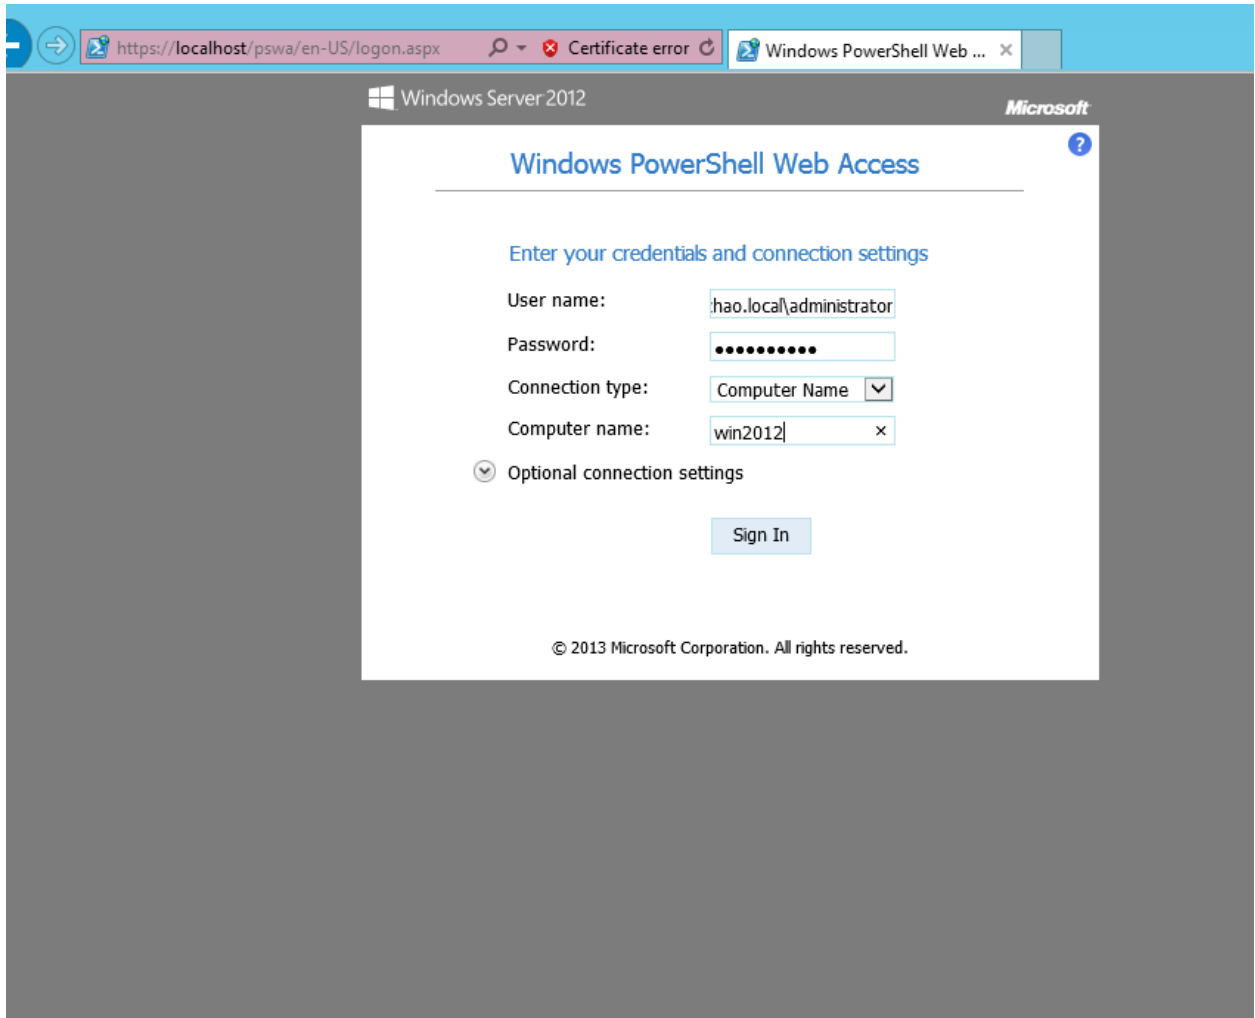 https://localhost/pswa/en-US/logon.aspx
Certificate error
Windows PowerShell Web ...
Windows Server 2012
Microsoft
?
Windows PowerShell Web Access
Enter your credentials and connection settings
User name:
hao.local\administrator
Password:
••••••••••
Connection type:
Computer Name
Computer name:
win2012
Optional connection settings
Sign In
© 2013 Microsoft Corporation. All rights reserved.